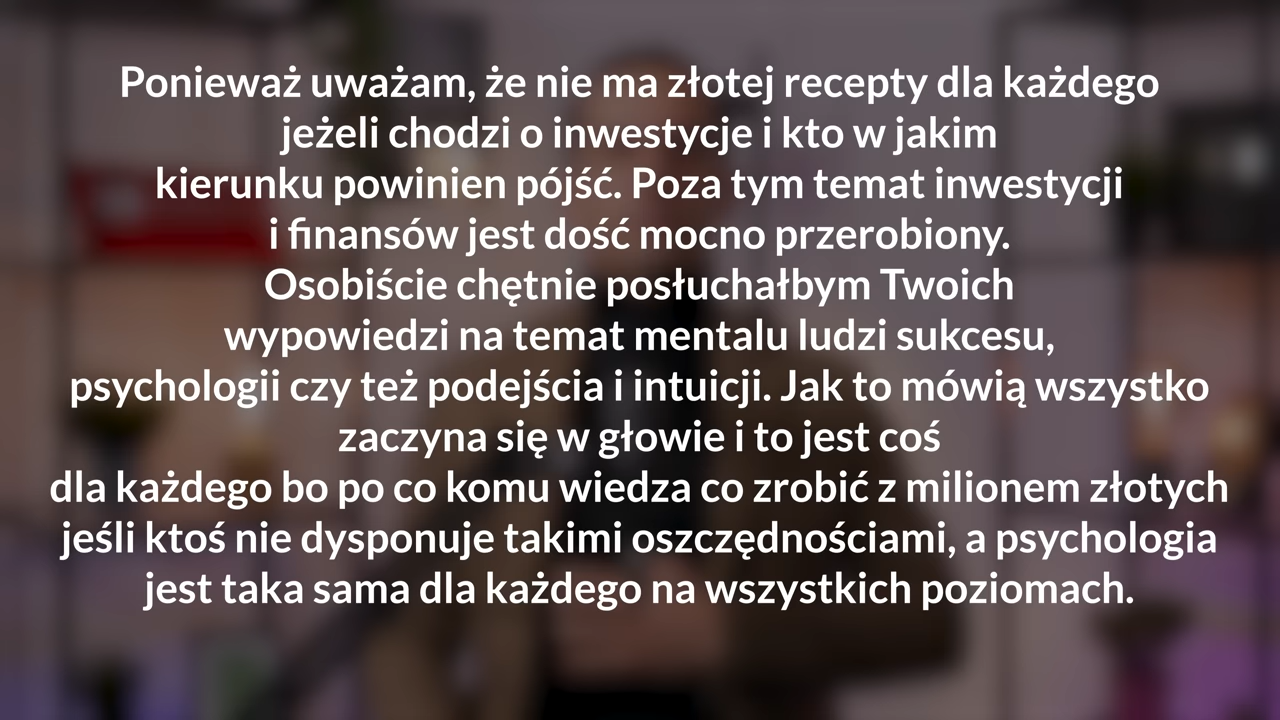 Ponieważ uważam, że nie ma złotej recepty dla każdego
jeżeli chodzi o inwestycje i kto w jakim
kierunku powinien pójść. Poza tym temat inwestycji
i finansów jest dość mocno przerobiony.
Osobiście chętnie posłuchałbym Twoich
wypowiedzi na temat mentalu ludzi sukcesu,
psychologii czy też podejścia i intuicji. Jak to mówią wszystko
zaczyna się w głowie i to jest coś
dla każdego bo po co komu wiedza co zrobić z milionem złotych
jeśli ktoś nie dysponuje takimi oszczędnościami, a psychologia
jest taka sama dla każdego na wszystkich poziomach.